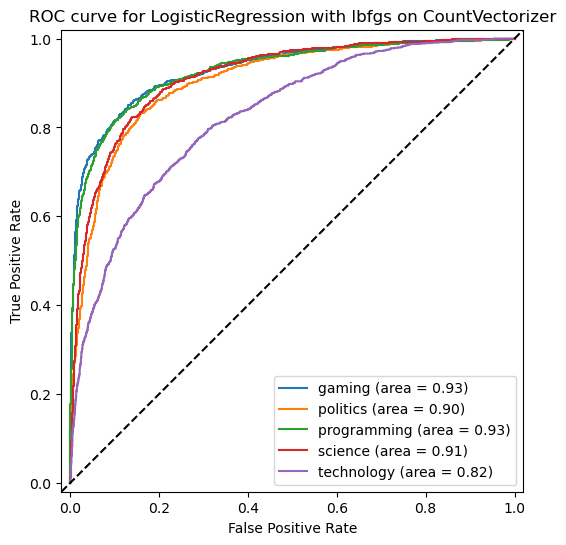 ROC curve for LogisticRegression with lbfgs on CountVectorizer
1.0
0.8
0.6
0.4
0.2
0.0
True Positive Rate
0.0 0.2 0.4 0.6 0.8 1.0
False Positive Rate
gaming (area = 0.93)
politics (area = 0.90)
programming (area = 0.93)
science (area = 0.91)
technology (area = 0.82)